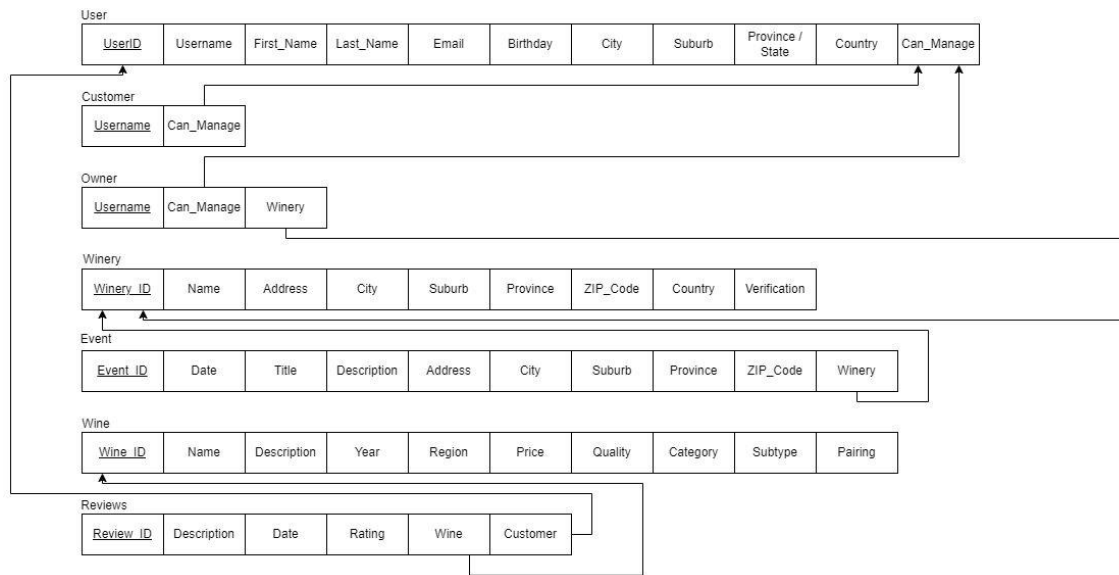 User
UserID Username First_Name Last_Name Email Birthday City Suburb Province / State Country Can_Manage
Customer
Username Can_Manage
Owner
Username Can_Manage Winery
Winery
Winery_ID Name Address City Suburb Province ZIP_Code Country Verification
Event
Event_ID Date Title Description Address City Suburb Province ZIP_Code Winery
Wine
Wine_ID Name Description Year Region Price Quality Category Subtype Pairing
Reviews
Review_ID Description Date Rating Wine Customer